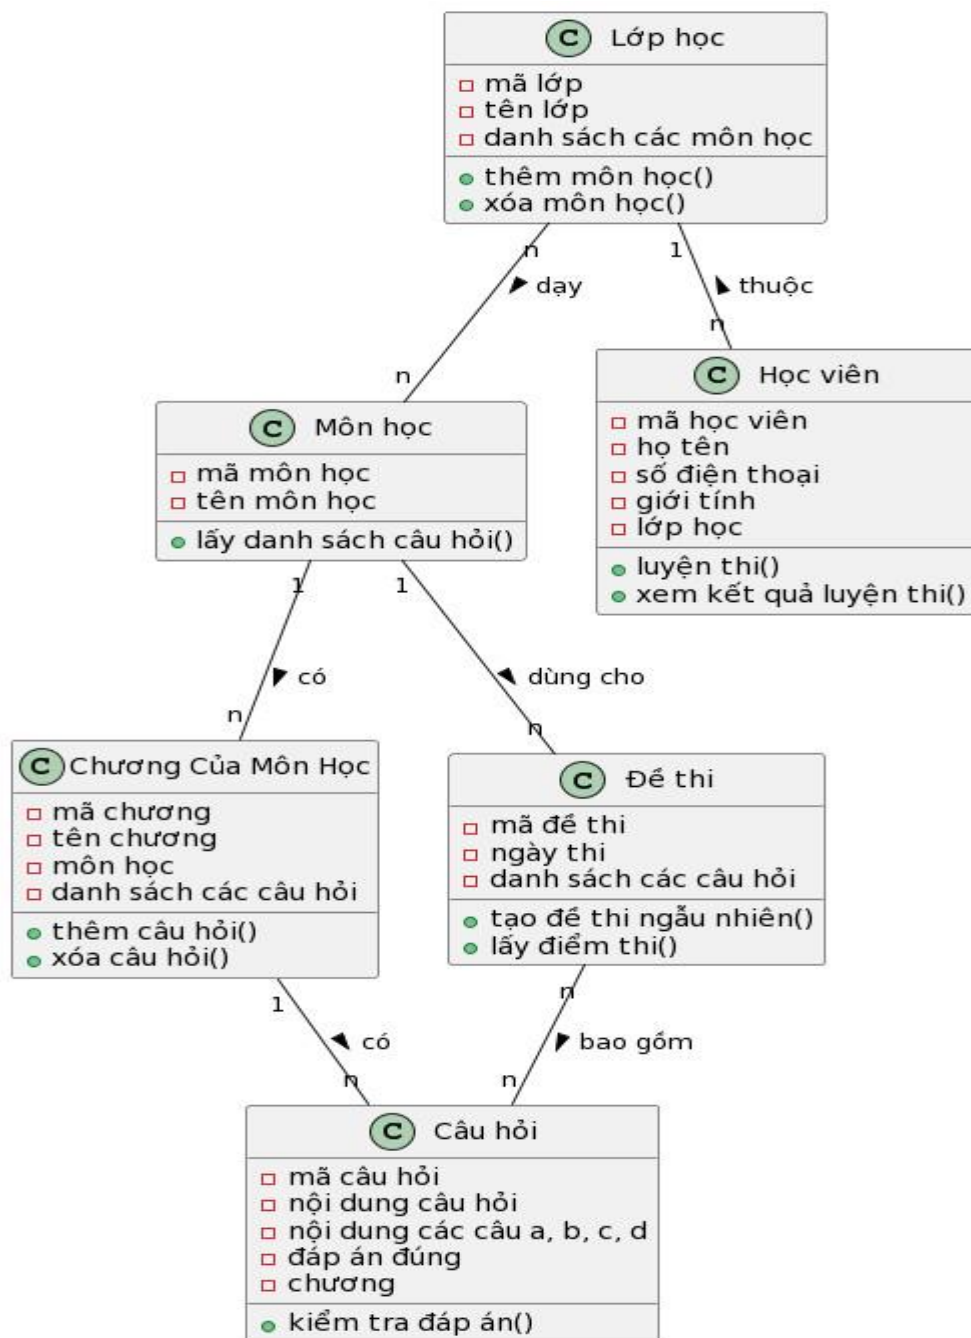 C Lớp học
mã lớp
tên lớp
danh sách các môn học
thêm môn học()
xóa môn học()
n
1
dạy
thuộc
n
n
C Học viên
mã học viên
họ tên
số điện thoại
giới tính
lớp học
luyện thi()
xem kết quả luyện thi()
C Môn học
mã môn học
tên môn học
lấy danh sách câu hỏi()
1
1
có
dùng cho
n
n
C Chương Của Môn Học
mã chương
tên chương
môn học
danh sách các câu hỏi
thêm câu hỏi()
xóa câu hỏi()
C Đề thi
mã đề thi
ngày thi
danh sách các câu hỏi
tạo đề thi ngẫu nhiên()
lấy điểm thi()
1
n
có
bao gồm
n
n
C Câu hỏi
mã câu hỏi
nội dung câu hỏi
nội dung các câu a, b, c, d
đáp án đúng
chương
kiểm tra đáp án()